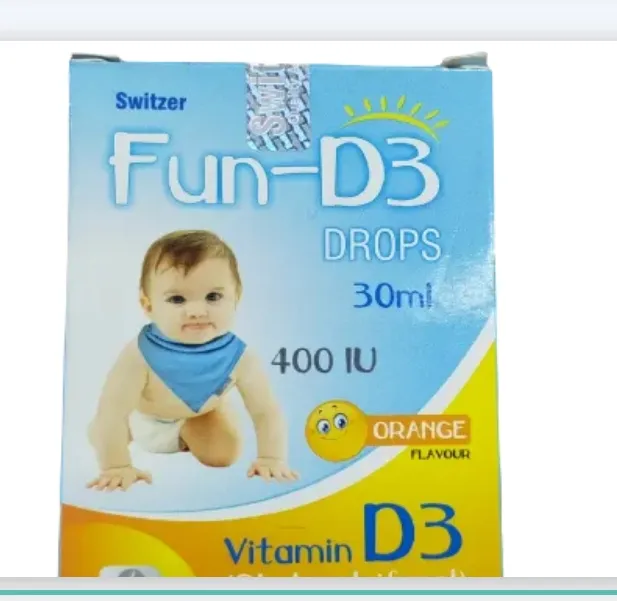 Switzer
Fun-D3
DROPS
30ml
400 IU
ORANGE
FLAVOUR
Vitamin D3